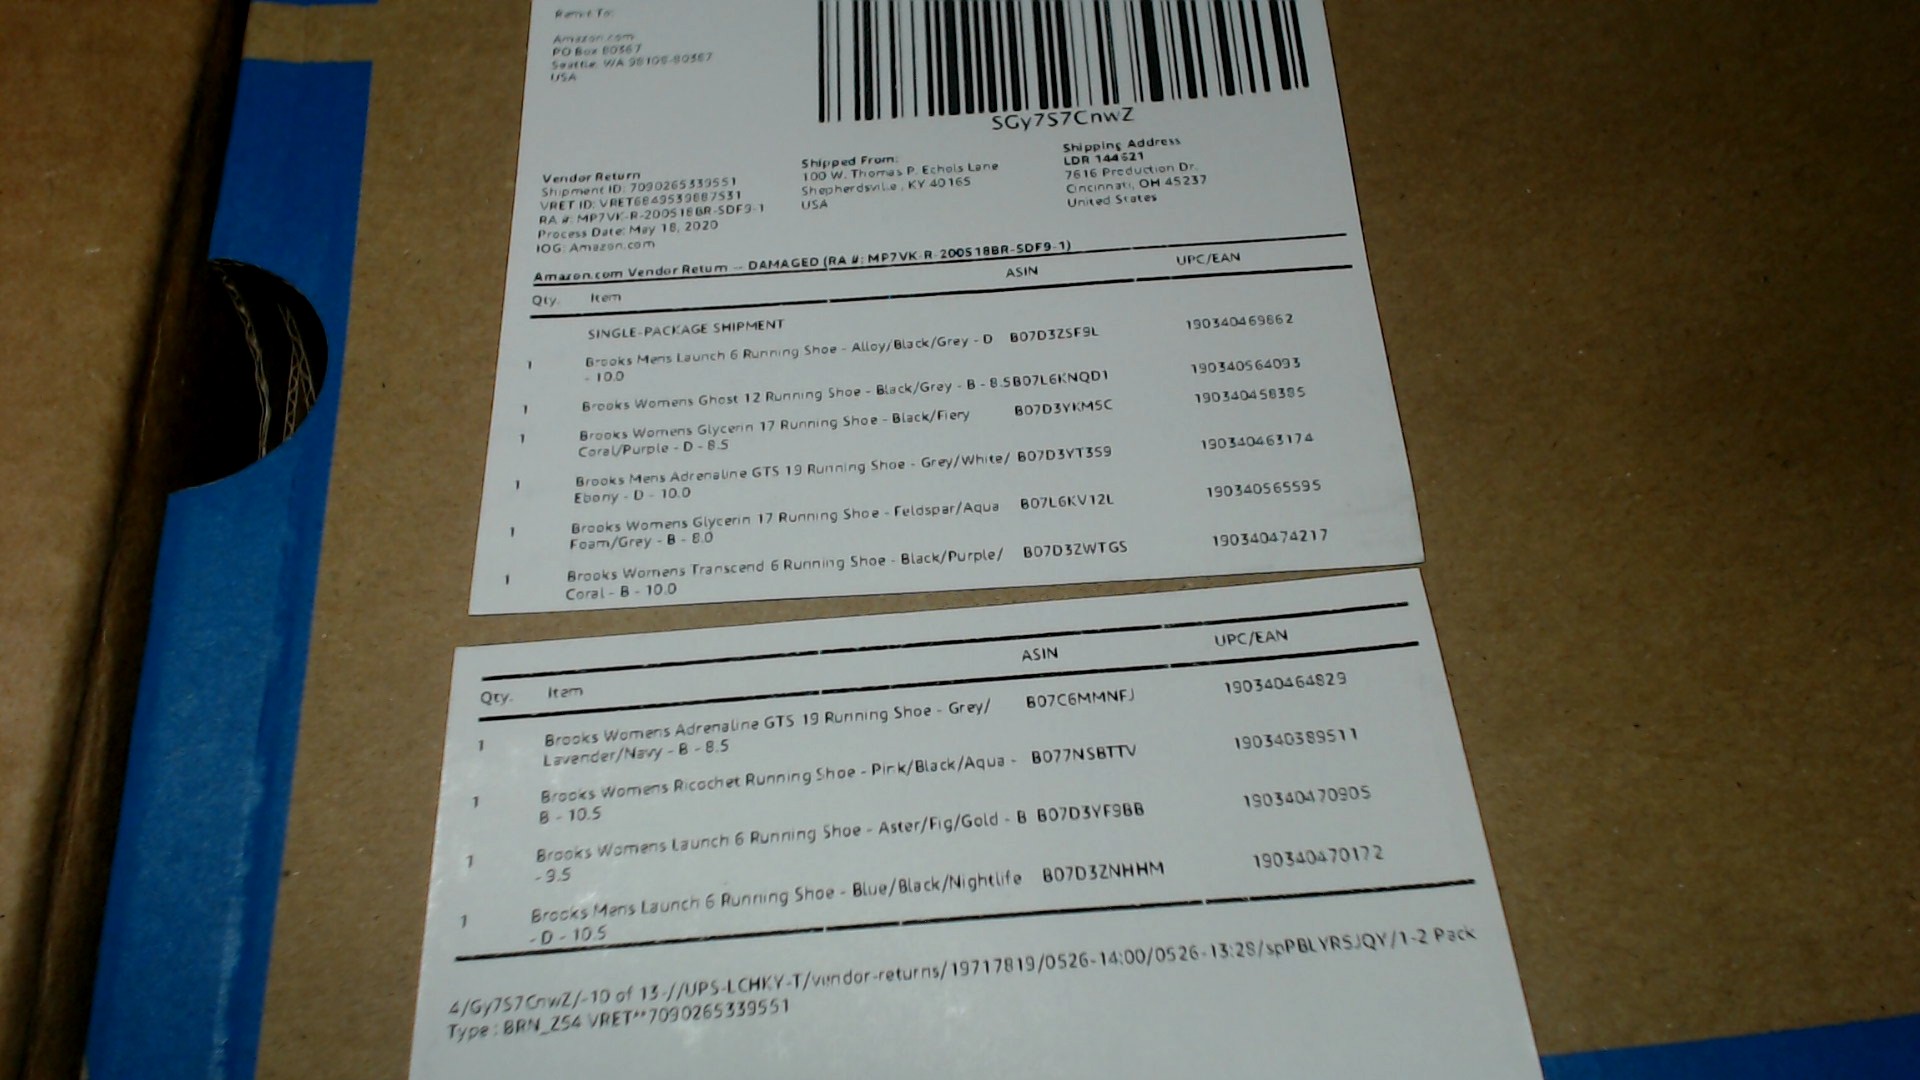 Remit To:
Amazon.com
PO Box 80367
Seattle, WA 98108-80367
USA
SGy7S7CnwZ
Vendor Return
Shipment ID: 7090265339551
VRET ID: VRET6849539887531
RA #: MP7VK-R-200518BR-SDF9-1
Process Date: May 18, 2020
IOG: Amazon.com
Shipped From:
100 W. Thomas P. Echols Lane
Shepherdsville, KY 40165
USA
Shipping Address
LDR 144521
7616 Production Dr.
Cincinnati, OH 45237
United States
Amazon.com Vendor Return -- DAMAGED (RA #: MP7VK-R-200518BR-SDF9-1)
Qty. Item ASIN UPC/EAN
SINGLE-PACKAGE SHIPMENT
1 Brooks Mens Launch 6 Running Shoe - Alloy/Black/Grey - D B07D3ZSF9L 190340469862
- 10.0
1 Brooks Womens Ghost 12 Running Shoe - Black/Grey - B - 8.5 B07L6KNQD1 190340564093
1 Brooks Womens Glycerin 17 Running Shoe - Black/Fiery B07D3YKM5C 190340458385
Coral/Purple - D - 8.5
1 Brooks Mens Adrenaline GTS 19 Running Shoe - Grey/White/ B07D3YT3S9 190340463174
Ebony - D - 10.0
1 Brooks Womens Glycerin 17 Running Shoe - Feldspar/Aqua B07L6KV12L 190340565595
Foam/Grey - B - 8.0
1 Brooks Womens Transcend 6 Running Shoe - Black/Purple/ B07D3ZWTGS 190340474217
Coral - B - 10.0
Qty. Item ASIN UPC/EAN
1 Brooks Womens Adrenaline GTS 19 Running Shoe - Grey/ B07C6MMNFJ 190340464829
Lavender/Navy - B - 8.5
1 Brooks Womens Ricochet Running Shoe - Pink/Black/Aqua - B077NSBTTV 190340389511
B - 10.5
1 Brooks Womens Launch 6 Running Shoe - Aster/Fig/Gold - B B07D3YF9BB 190340470905
- 9.5
1 Brooks Mens Launch 6 Running Shoe - Blue/Black/Nightlife B07D3ZNHHM 190340470172
- D - 10.5
4/Gy7S7CnwZ/-10 of 13-//UPS-LCHKY-T/vendor-returns/19717819/0526-14:00/0526-13:28/spPBLYRSJQY/1-2 Pack
Type : BRN_ZS4 VRET**7090265339551